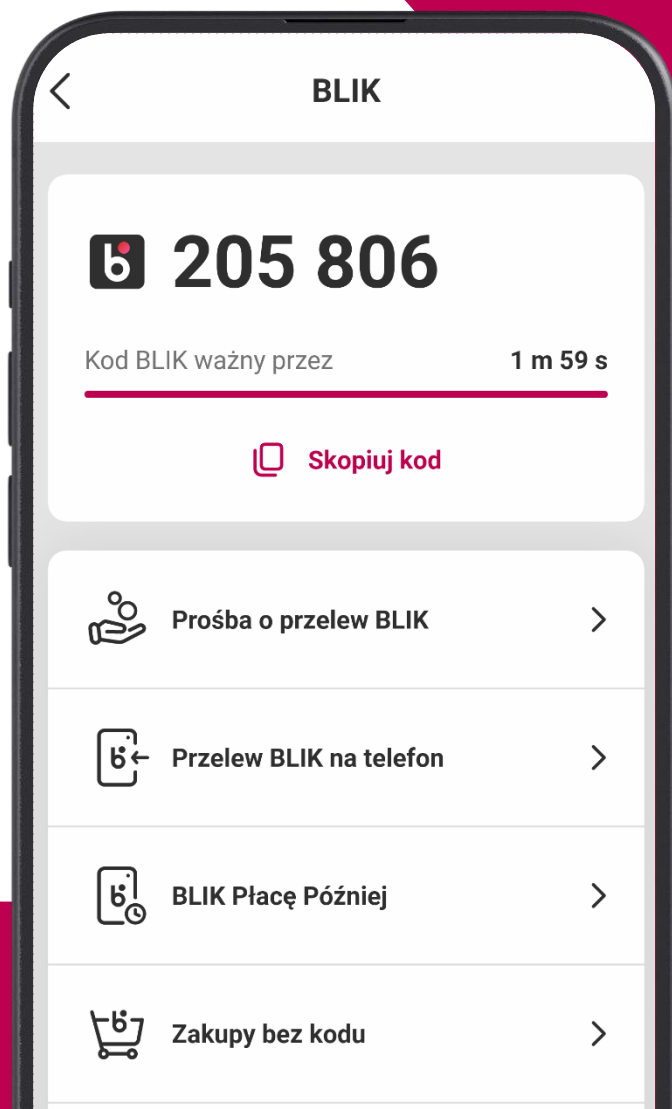 BLIK
205 806
Kod BLIK ważny przez 1 m 59 s
Skopiuj kod
Prośba o przelew BLIK
Przelew BLIK na telefon
BLIK Płacę Później
Zakupy bez kodu